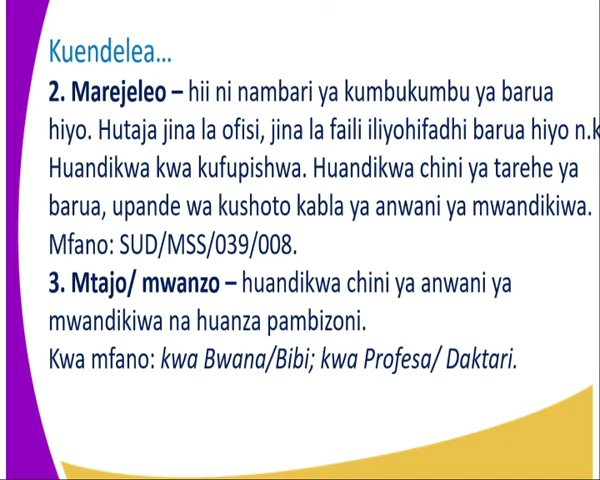 Kuendelea...
2. Marejeleo – hii ni nambari ya kumbukumbu ya barua
hiyo. Hutaja jina la ofisi, jina la faili iliyohifadhi barua hiyo n.k
Huandikwa kwa kufupishwa. Huandikwa chini ya tarehe ya
barua, upande wa kushoto kabla ya anwani ya mwandikiwa.
Mfano: SUD/MSS/039/008.
3. Mtajo/ mwanzo – huandikwa chini ya anwani ya
mwandikiwa na huanza pambizoni.
Kwa mfano: kwa Bwana/Bibi; kwa Profesa/ Daktari.